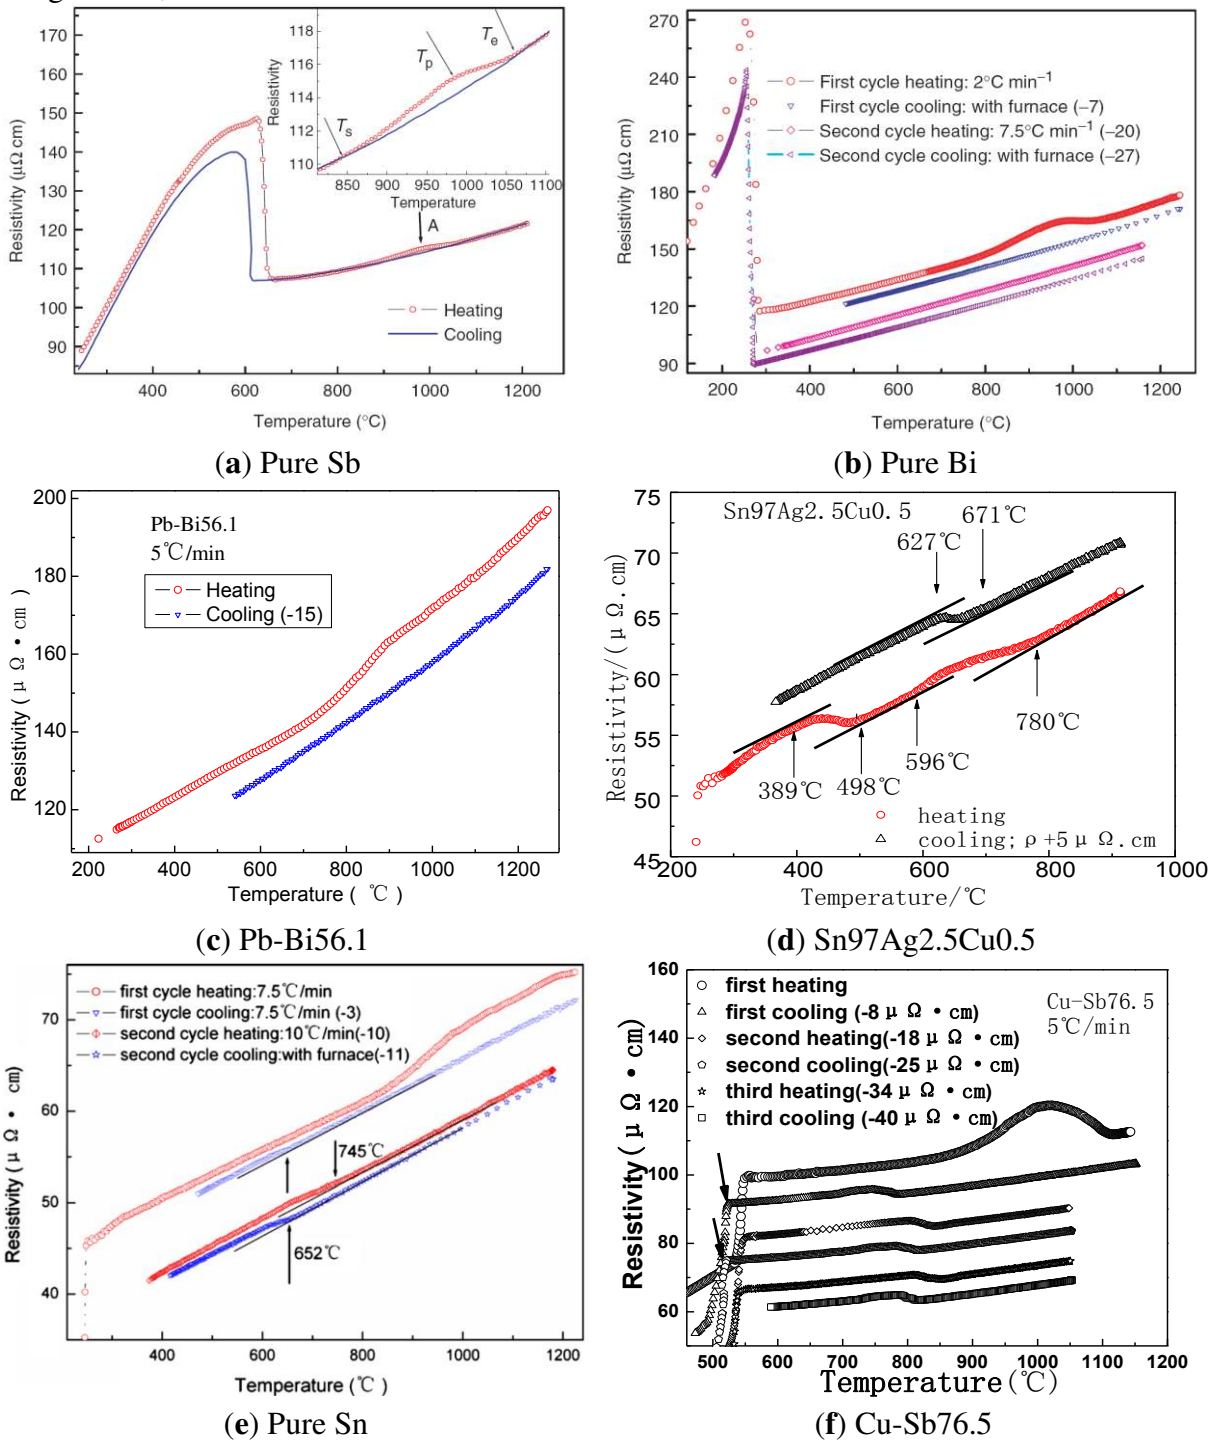 170
160
150
140
130
120
110
100
90
Resistivity (μΩ cm)
400 600 800 1000 1200
Temperature (°C)
118
116
114
112
110
Resistivity
Ts
Tp
Te
850 900 950 1000 1050 1100
Temperature
A
Heating
Cooling
(a) Pure Sb
270
240
210
180
150
120
90
Resistivity (μΩ cm)
First cycle heating: 2°C min⁻¹
First cycle cooling: with furnace (–7)
Second cycle heating: 7.5°C min⁻¹ (–20)
Second cycle cooling: with furnace (–27)
200 400 600 800 1000 1200
Temperature (°C)
(b) Pure Bi
200
180
160
140
120
Resistivity (μ Ω • cm)
Pb-Bi56.1
5℃/min
Heating
Cooling (-15)
200 400 600 800 1000 1200
Temperature ( ℃)
(c) Pb-Bi56.1
75
70
65
60
55
50
45
Resistivity/(μ Ω.cm)
Sn97Ag2.5Cu0.5
671℃
627℃
780℃
596℃
389℃ 498℃
heating
cooling; ρ+5 μ Ω.cm
200 400 600 800 1000
Temperature/℃
(d) Sn97Ag2.5Cu0.5
70
60
50
40
Resistivity (μ Ω • cm)
first cycle heating:7.5℃/min
first cycle cooling:7.5℃/min (-3)
second cycle heating:10℃/min(-10)
second cycle cooling:with furnace(-11)
745℃
652℃
400 600 800 1000 1200
Temperature (℃)
(e) Pure Sn
160
140
120
100
80
60
Resistivity (μ Ω • cm)
first heating
first cooling (-8 μ Ω • cm)
second heating(-18 μ Ω • cm)
second cooling(-25 μ Ω • cm)
third heating(-34 μ Ω • cm)
third cooling (-40 μ Ω • cm)
Cu-Sb76.5
5℃/min
500 600 700 800 900 1000 1100 1200
Temperature(℃)
(f) Cu-Sb76.5